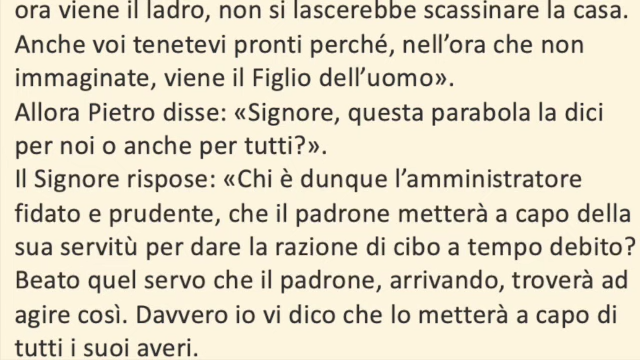 ora viene il ladro, non si lascerebbe scassinare la casa.
Anche voi tenetevi pronti perché, nell’ora che non
immaginate, viene il Figlio dell’uomo».
Allora Pietro disse: «Signore, questa parabola la dici
per noi o anche per tutti?».
Il Signore rispose: «Chi è dunque l’amministratore
fidato e prudente, che il padrone metterà a capo della
sua servitù per dare la razione di cibo a tempo debito?
Beato quel servo che il padrone, arrivando, troverà ad
agire così. Davvero io vi dico che lo metterà a capo di
tutti i suoi averi.